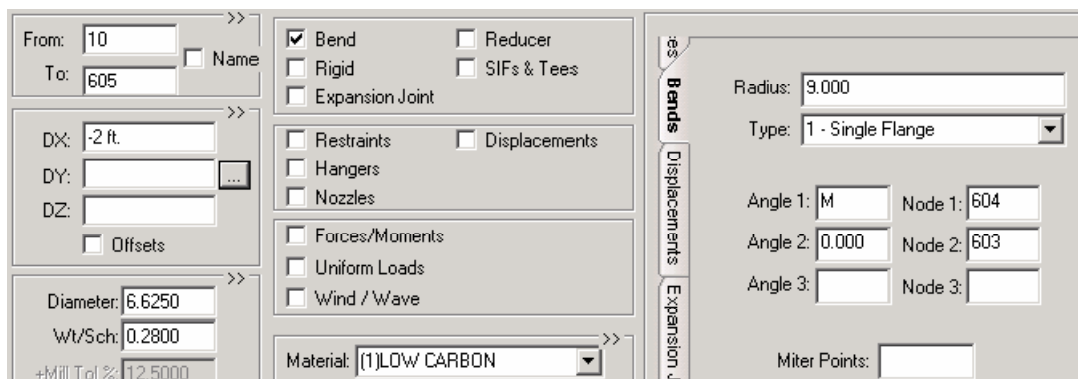 >>
From: 10
To: 605
Name
>>
DX: -2 ft.
DY: ...
DZ:
Offsets
>>
Diameter: 6.6250
Wt/Sch: 0.2800
+Mill Tol %: 12.5000
Bend
Reducer
Rigid
SIFs & Tees
Expansion Joint
Restraints
Displacements
Hangers
Nozzles
Forces/Moments
Uniform Loads
Wind / Wave
>>
Material: (1)LOW CARBON
es
Bends
Displacements
Expansion J
Radius: 9.000
Type: 1 - Single Flange
Angle 1: M Node 1: 604
Angle 2: 0.000 Node 2: 603
Angle 3: Node 3:
Miter Points: